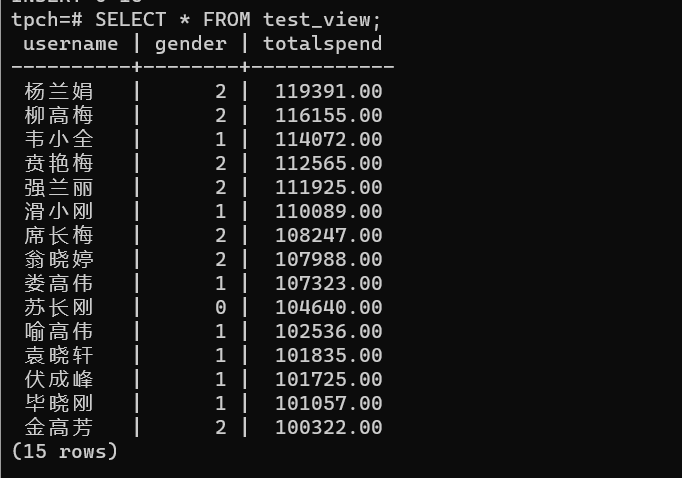 tpch=# SELECT * FROM test_view;
username | gender | totalspend
----------+--------+------------
杨兰娟 | 2 | 119391.00
柳高梅 | 2 | 116155.00
韦小全 | 1 | 114072.00
贲艳梅 | 2 | 112565.00
强兰丽 | 2 | 111925.00
滑小刚 | 1 | 110089.00
席长梅 | 2 | 108247.00
翁晓婷 | 2 | 107988.00
娄高伟 | 1 | 107323.00
苏长刚 | 0 | 104640.00
喻高伟 | 1 | 102536.00
袁晓轩 | 1 | 101835.00
伏成峰 | 1 | 101725.00
毕晓刚 | 1 | 101057.00
金高芳 | 2 | 100322.00
(15 rows)